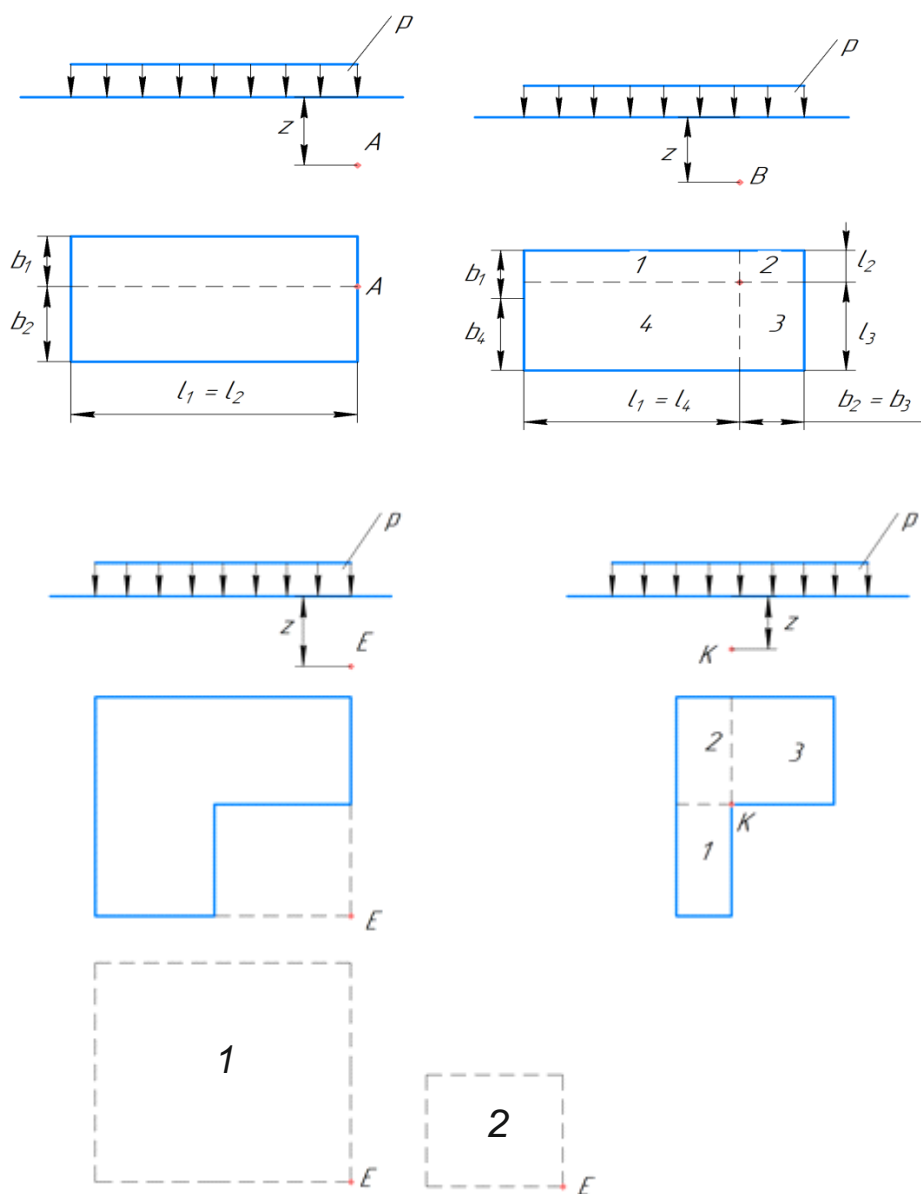 p
z
A
b₁
A
b₂
l₁ = l₂
p
z
B
b₁
1
2
l₂
b₄
4
3
l₃
l₁ = l₄
b₂ = b₃
p
z
E
E
1
E
2
E
p
z
K
2
3
K
1